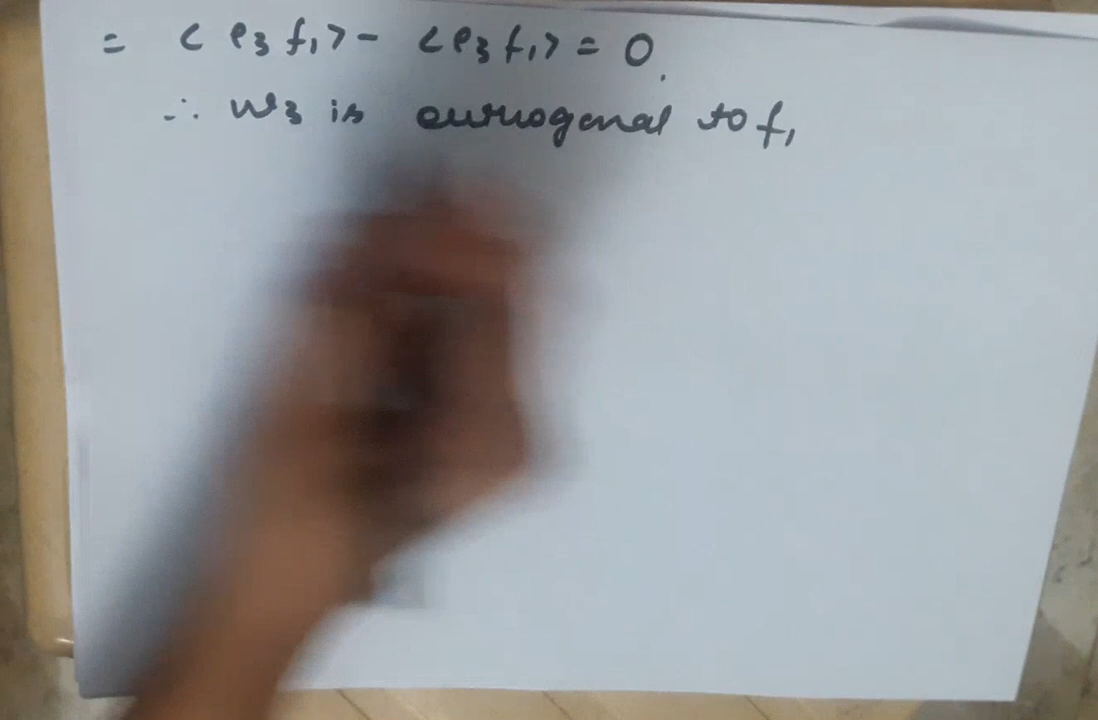 = < e3 f1> - <e3 f1> = 0.
∴ w3 is orthogonal to f1